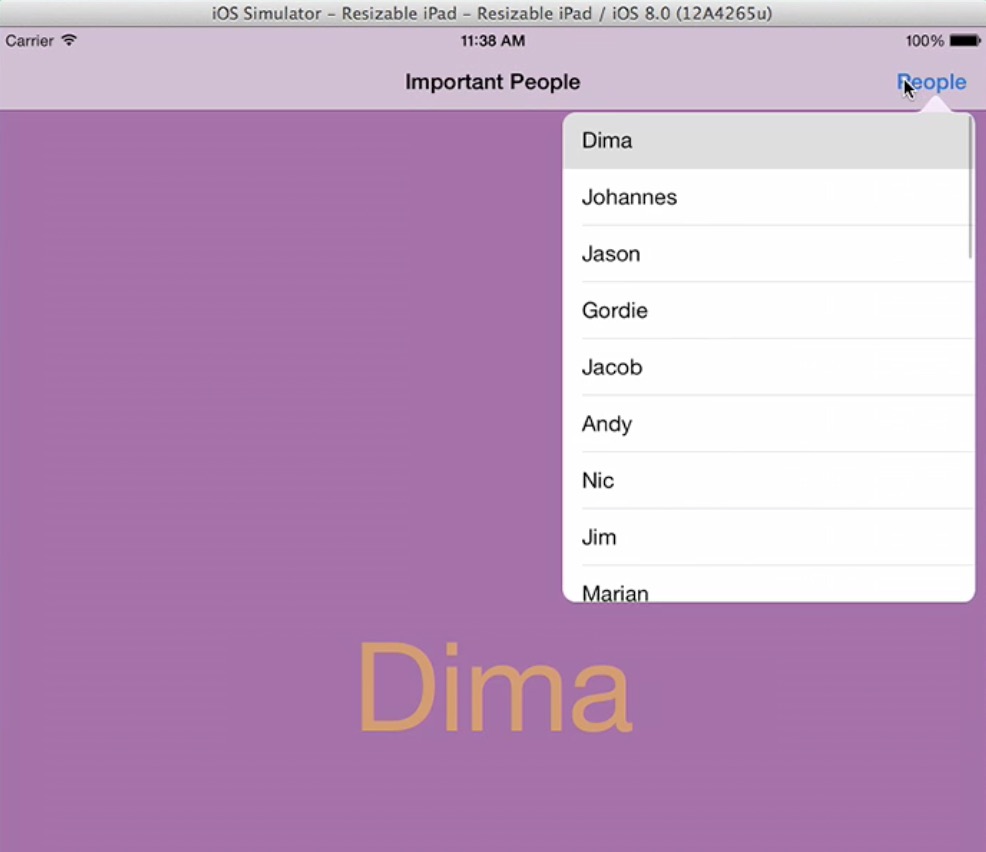 iOS Simulator – Resizable iPad – Resizable iPad / iOS 8.0 (12A4265u)
Carrier 11:38 AM 100%
Important People People
Dima
Johannes
Jason
Gordie
Jacob
Andy
Nic
Jim
Marian
Dima